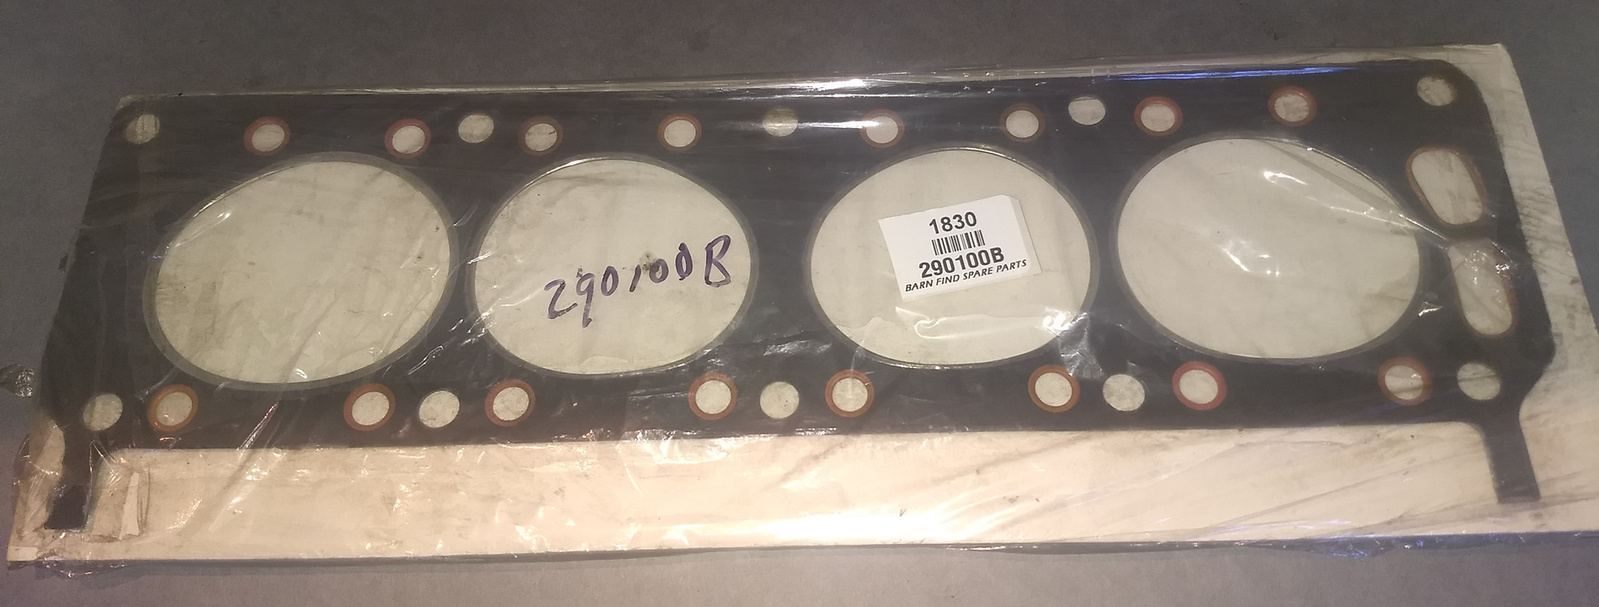 290100B
1830
290100B
BARN FIND SPARE PARTS